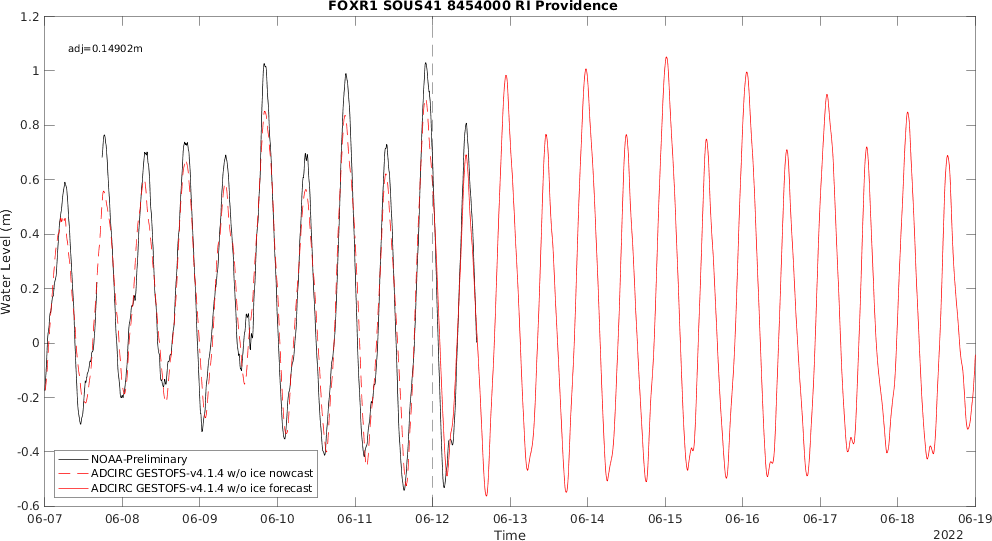 FOXR1 SOUS41 8454000 RI Providence
adj=0.14902m
1.2
1
0.8
0.6
0.4
0.2
0
-0.2
-0.4
-0.6
Water Level (m)
NOAA-Preliminary
ADCIRC GESTOFS-v4.1.4 w/o ice nowcast
ADCIRC GESTOFS-v4.1.4 w/o ice forecast
06-07 06-08 06-09 06-10 06-11 06-12 06-13 06-14 06-15 06-16 06-17 06-18 06-19
Time
2022